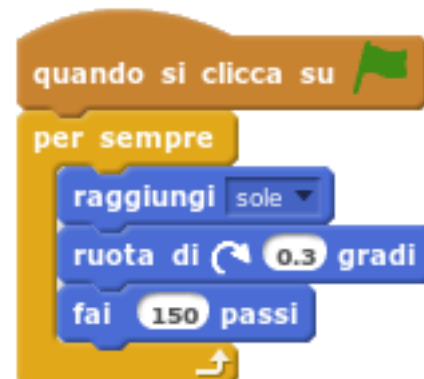 quando si clicca su
per sempre
raggiungi sole
ruota di 0.3 gradi
fai 150 passi